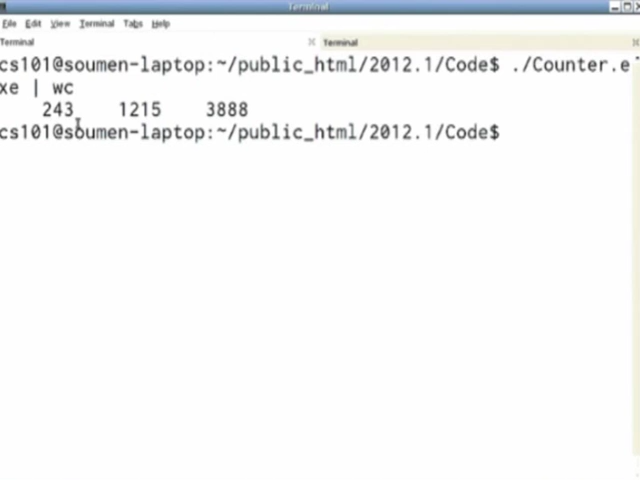 Terminal
File Edit View Terminal Tabs Help
Terminal Terminal
cs101@soumen-laptop:~/public_html/2012.1/Code$ ./Counter.e
xe | wc
243 1215 3888
cs101@soumen-laptop:~/public_html/2012.1/Code$